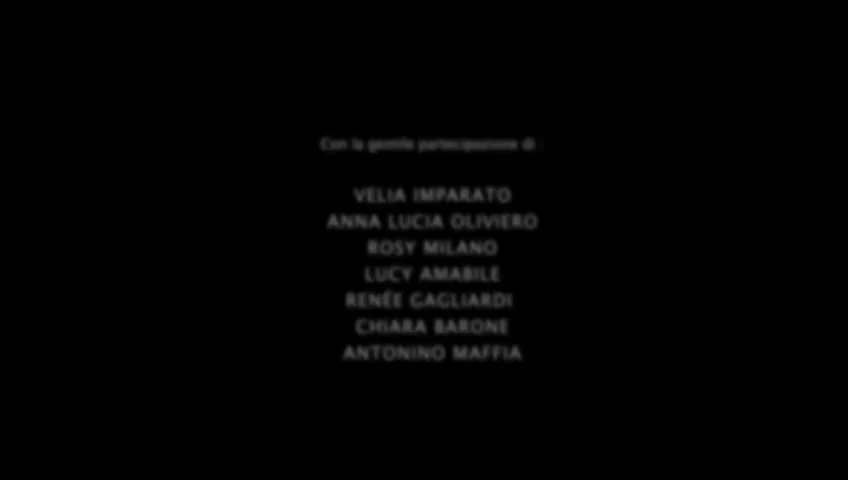 Con la gentile partecipazione di
VELIA IMPARATO
ANNA LUCIA OLIVIERO
ROSY MILANO
LUCY AMABILE
RENÉE GAGLIARDI
CHIARA BARONE
ANTONINO MAFFIA